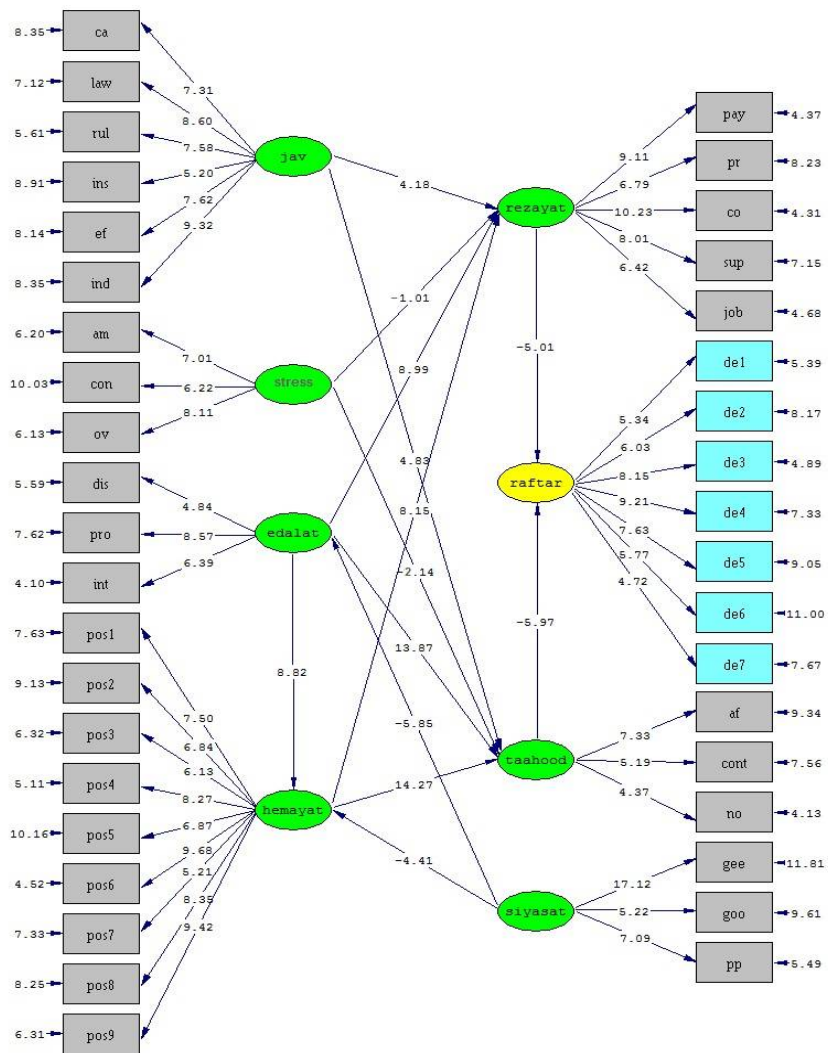 8.35 ca
7.12 law
5.61 rul
8.91 ins
8.14 ef
8.35 ind
6.20 am
10.03 con
6.13 ov
5.59 dis
7.62 pro
4.10 int
7.63 pos1
9.13 pos2
6.32 pos3
5.11 pos4
10.16 pos5
4.52 pos6
7.33 pos7
8.25 pos8
6.31 pos9
7.31
8.60
7.58
5.20
7.62
9.32
jav
7.01
6.22
8.11
stress
4.84
8.57
6.39
edalat
8.82
7.50
6.84
6.13
8.27
6.87
9.68
5.21
8.35
9.42
hemayat
4.18
-1.01
8.99
4.83
8.15
-2.14
13.87
-5.85
14.27
-4.41
rezayat
-5.01
raftar
-5.97
taahood
siyasat
9.11
6.79
10.23
8.01
6.42
5.34
6.03
8.15
9.21
7.63
5.77
4.72
7.33
5.19
4.37
17.12
5.22
7.09
pay 4.37
pr 8.23
co 4.31
sup 7.15
job 4.68
de1 5.39
de2 8.17
de3 4.89
de4 7.33
de5 9.05
de6 11.00
de7 7.67
af 9.34
cont 7.56
no 4.13
gee 11.81
goo 9.61
pp 5.49